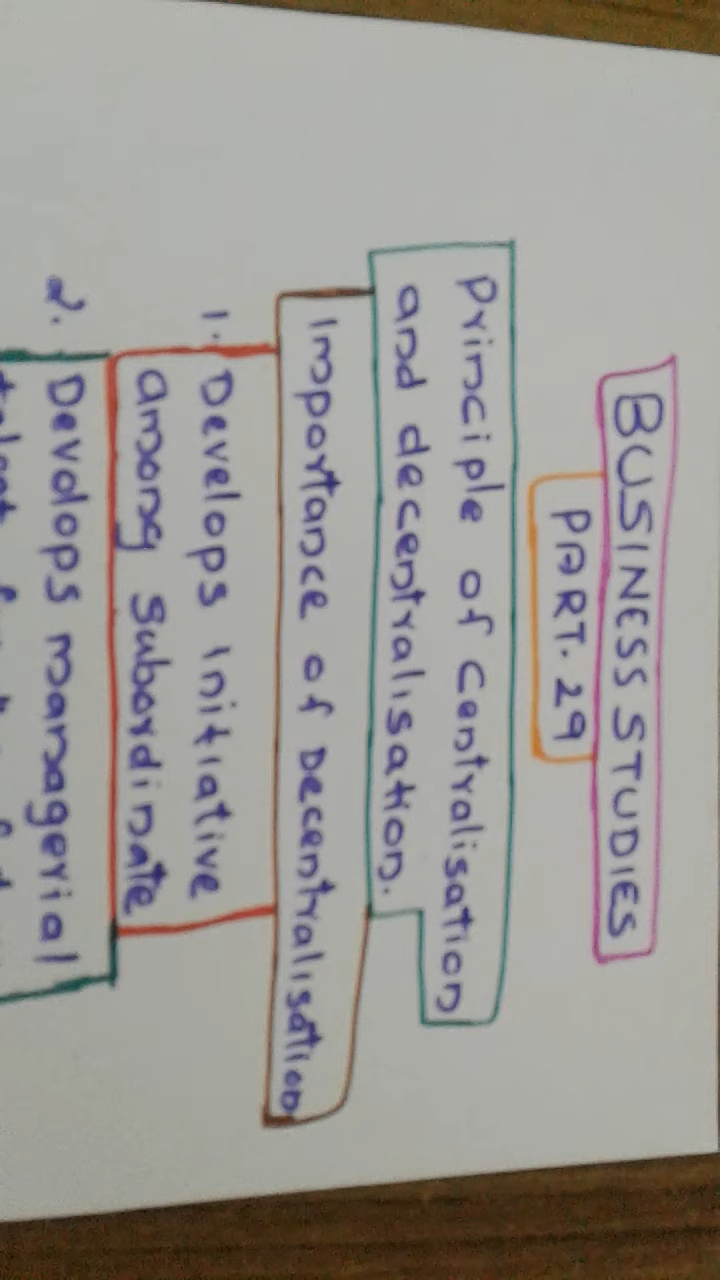 BUSINESS STUDIES
PART. 29
Principle of Centralisation
and decentralisation.
Importance of Decentralisation
1. Develops Initiative
among Subordinate
2. Devolops managerial